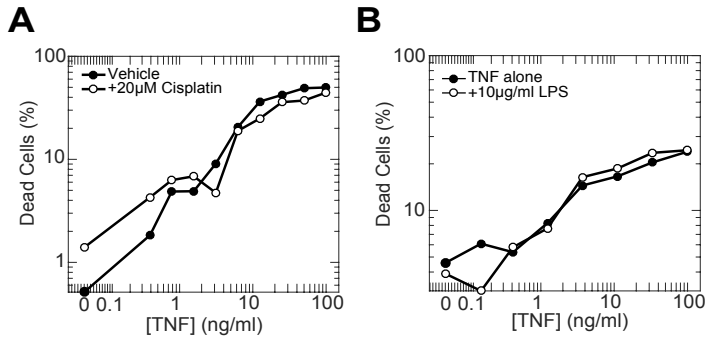 A
100
10
1
Dead Cells (%)
Vehicle
+20µM Cisplatin
0 0.1 1 10 100
[TNF] (ng/ml)
B
100
10
Dead Cells (%)
TNF alone
+10µg/ml LPS
0 0.1 1 10 100
[TNF] (ng/ml)